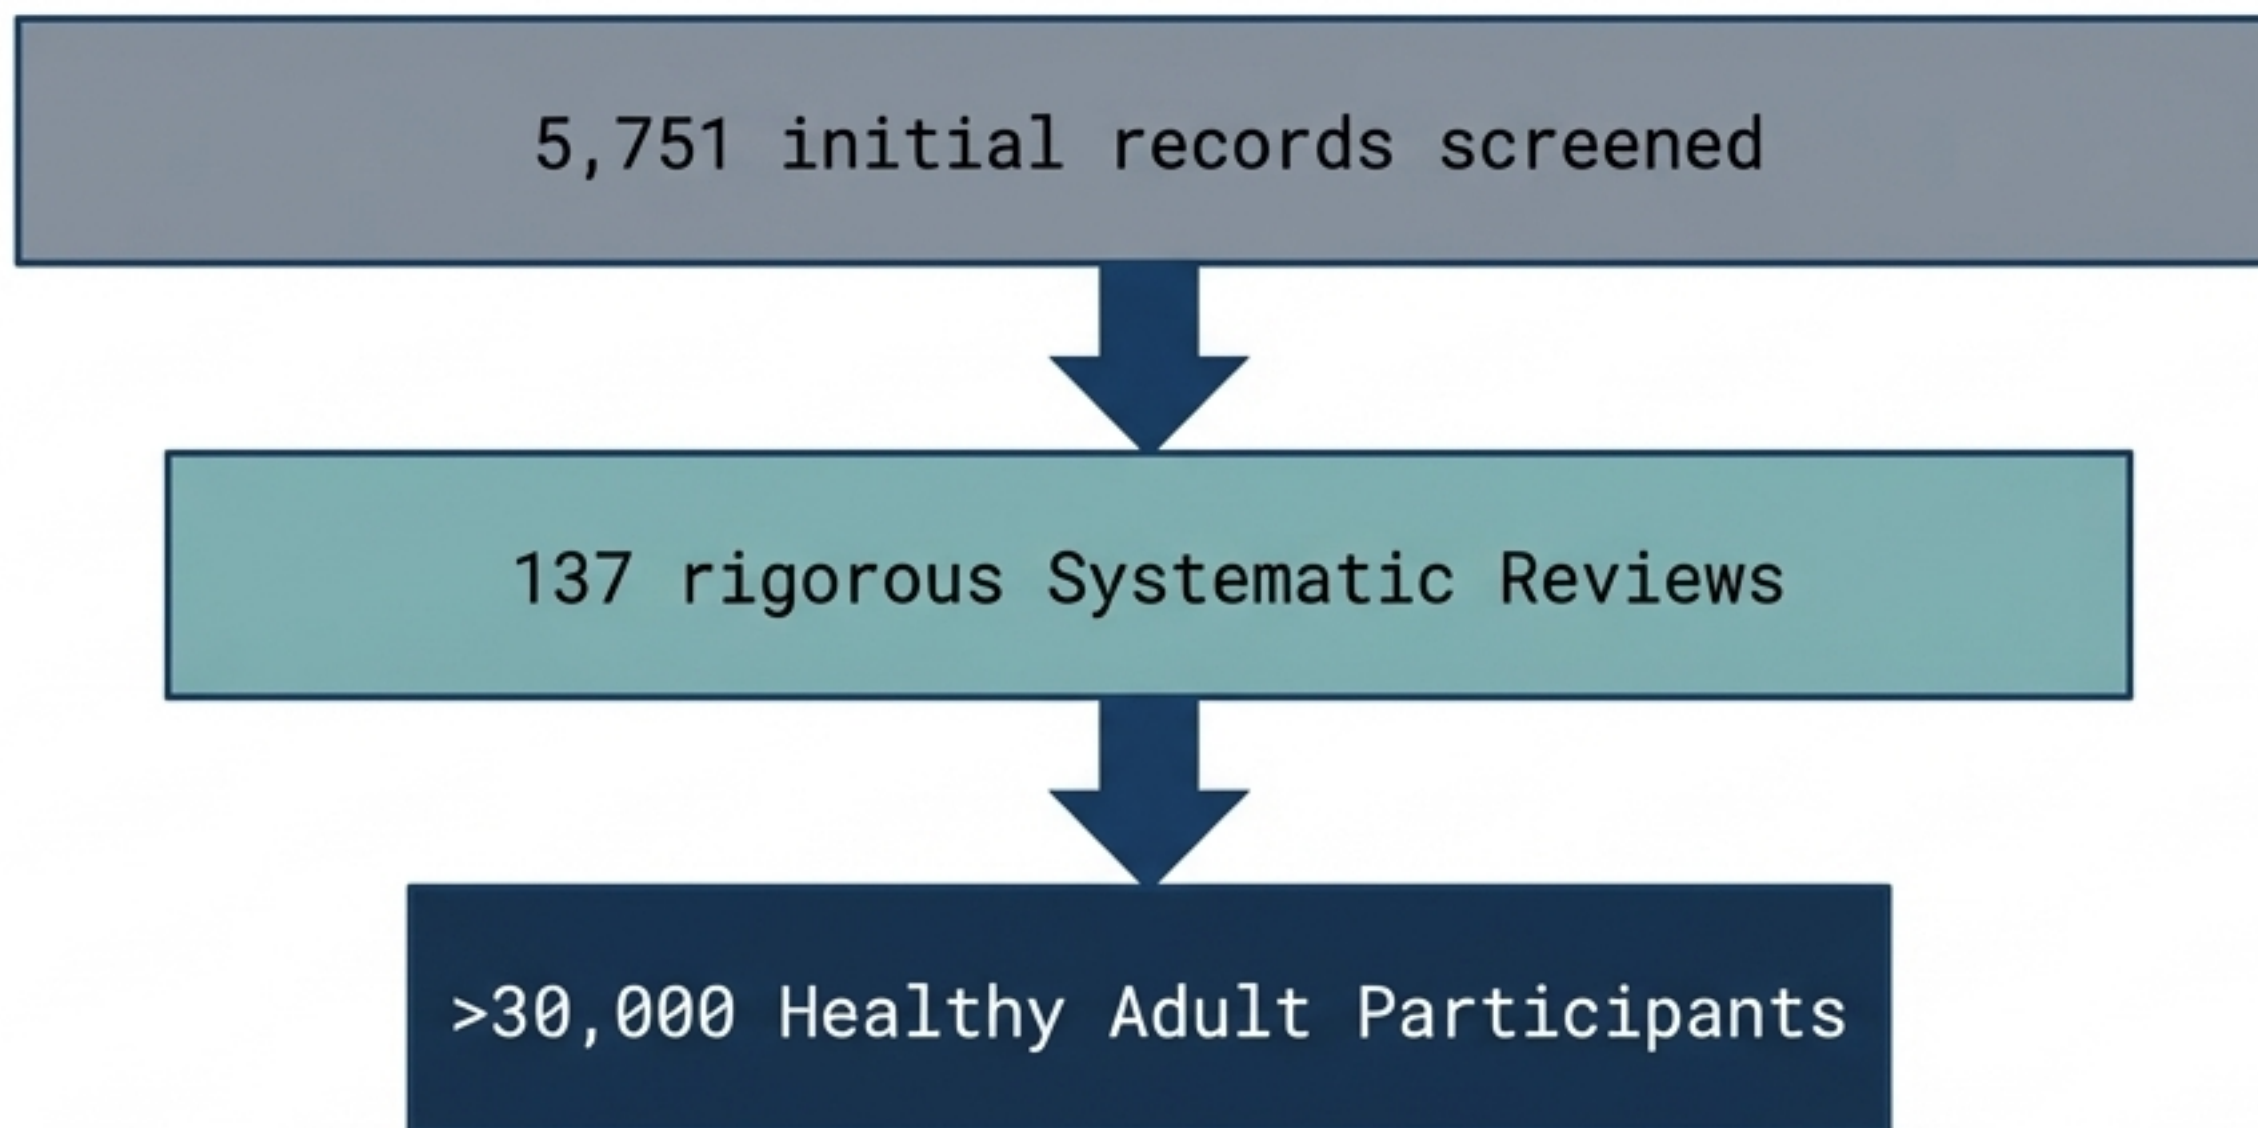 5,751 initial records screened
137 rigorous Systematic Reviews
>30,000 Healthy Adult Participants